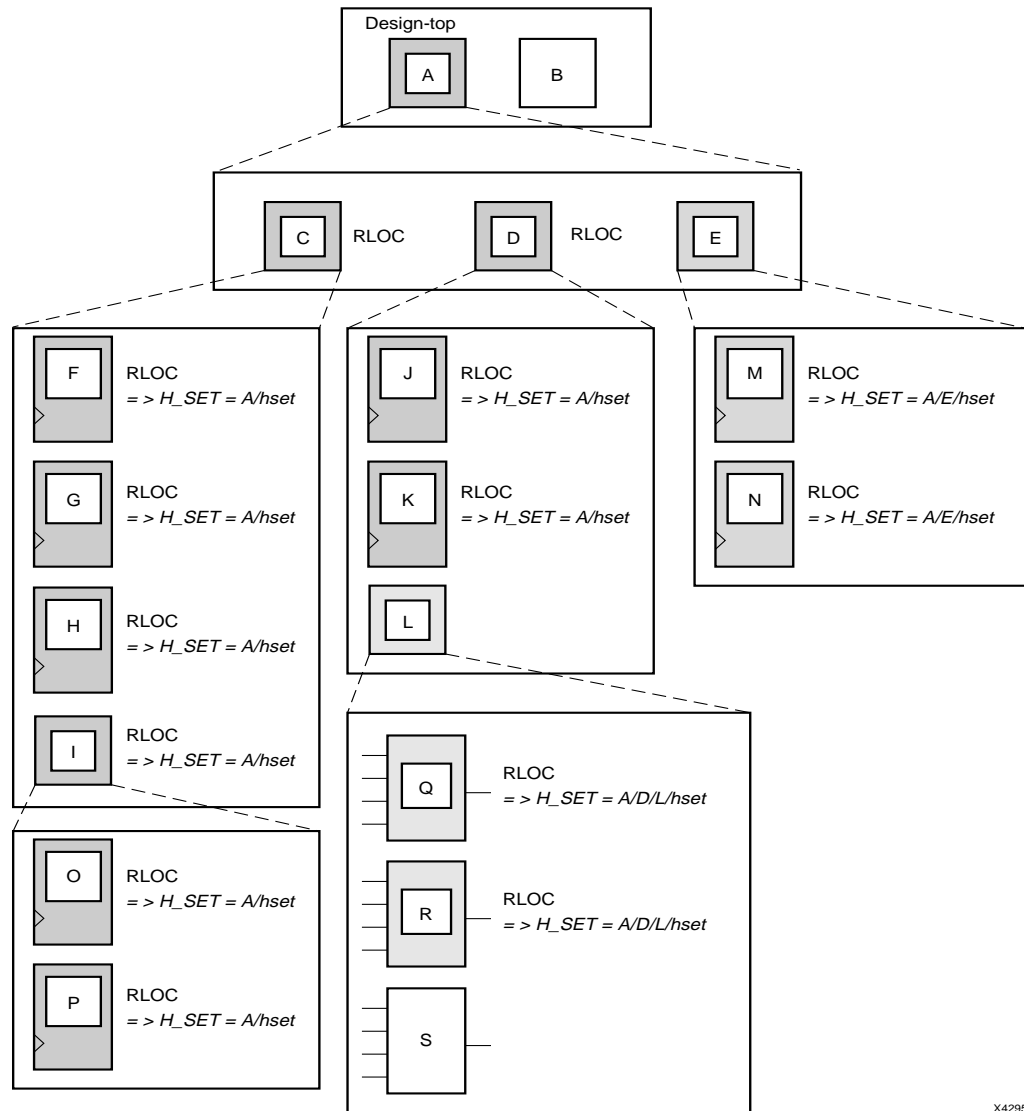 Design-top
A
B
C
RLOC
D
RLOC
E
F
RLOC
= > H_SET = A/hset
G
RLOC
= > H_SET = A/hset
H
RLOC
= > H_SET = A/hset
I
RLOC
= > H_SET = A/hset
J
RLOC
= > H_SET = A/hset
K
RLOC
= > H_SET = A/hset
L
M
RLOC
= > H_SET = A/E/hset
N
RLOC
= > H_SET = A/E/hset
O
RLOC
= > H_SET = A/hset
P
RLOC
= > H_SET = A/hset
Q
RLOC
= > H_SET = A/D/L/hset
R
RLOC
= > H_SET = A/D/L/hset
S
X4295